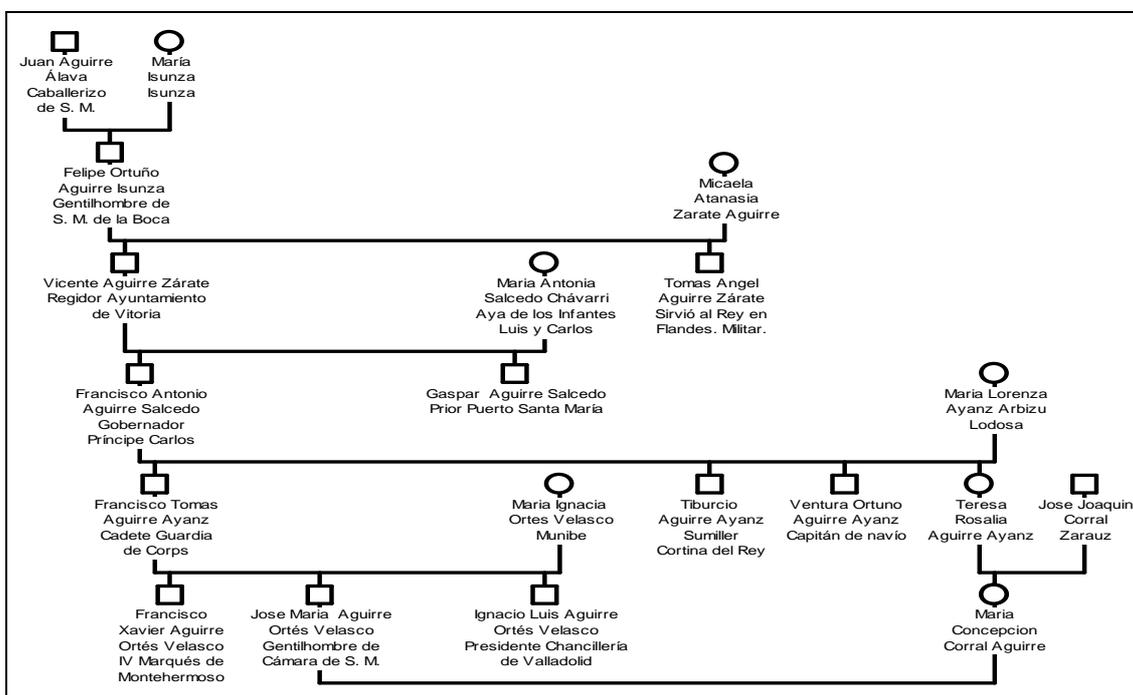 Juan Aguirre
Álava
Caballerizo
de S. M.
María
Isunza
Isunza
Felipe Ortuño
Aguirre Isunza
Gentilhombre de
S. M. de la Boca
Micaela
Atanasia
Zarate Aguirre
Vicente Aguirre Zárate
Regidor Ayuntamiento
de Vitoria
Maria Antonia
Salcedo Chávarri
Aya de los Infantes
Luis y Carlos
Tomas Angel
Aguirre Zárate
Sirvió al Rey en
Flandes. Militar.
Francisco Antonio
Aguirre Salcedo
Gobernador
Príncipe Carlos
Gaspar Aguirre Salcedo
Prior Puerto Santa María
Maria Lorenza
Ayanz Arbizu
Lodosa
Francisco Tomas
Aguirre Ayanz
Cadete Guardia
de Corps
Maria Ignacia
Ortes Velasco
Munibe
Tiburcio
Aguirre Ayanz
Sumiller
Cortina del Rey
Ventura Ortuno
Aguirre Ayanz
Capitán de navío
Teresa
Rosalia
Aguirre Ayanz
Jose Joaquin
Corral
Zarauz
Francisco
Xavier Aguirre
Ortés Velasco
IV Marqués de
Montehermoso
Jose Maria Aguirre
Ortés Velasco
Gentilhombre de
Cámara de S. M.
Ignacio Luis Aguirre
Ortés Velasco
Presidente Chancillería
de Valladolid
Maria
Concepcion
Corral Aguirre